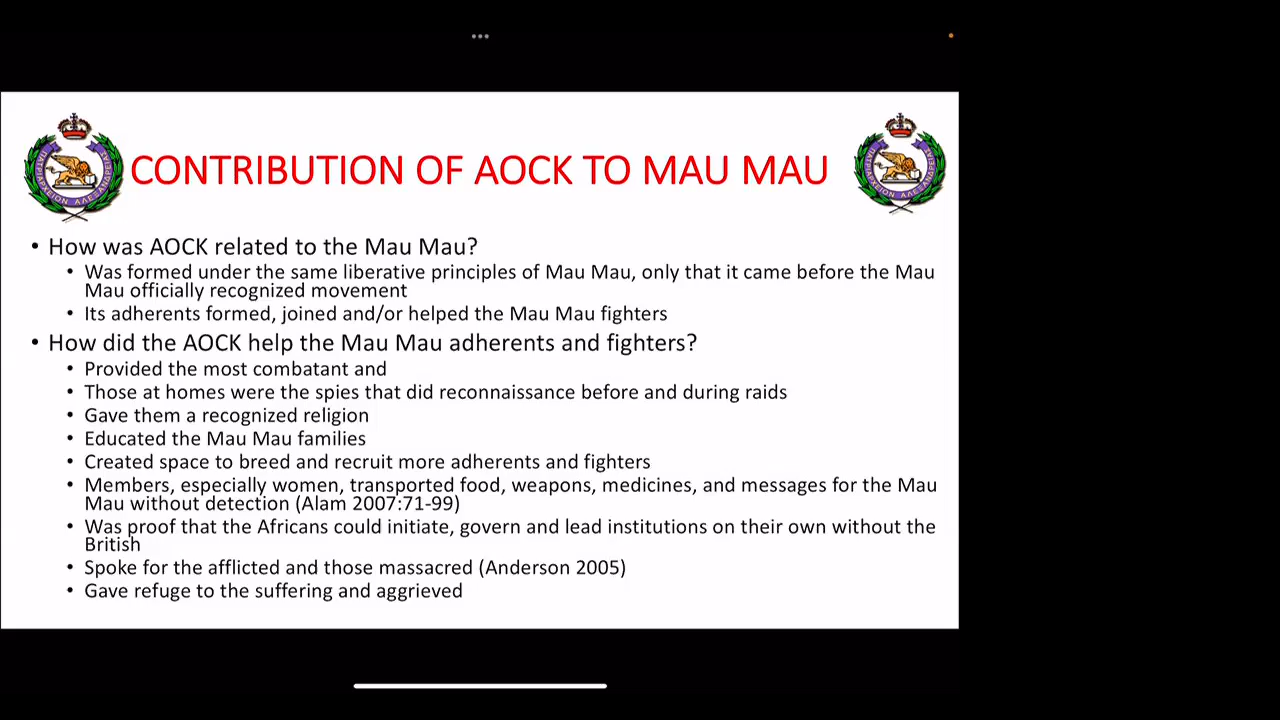 CONTRIBUTION OF AOCK TO MAU MAU
• How was AOCK related to the Mau Mau?
• Was formed under the same liberative principles of Mau Mau, only that it came before the Mau
Mau officially recognized movement
• Its adherents formed, joined and/or helped the Mau Mau fighters
• How did the AOCK help the Mau Mau adherents and fighters?
• Provided the most combatant and
• Those at homes were the spies that did reconnaissance before and during raids
• Gave them a recognized religion
• Educated the Mau Mau families
• Created space to breed and recruit more adherents and fighters
• Members, especially women, transported food, weapons, medicines, and messages for the Mau
Mau without detection (Alam 2007:71-99)
• Was proof that the Africans could initiate, govern and lead institutions on their own without the
British
• Spoke for the afflicted and those massacred (Anderson 2005)
• Gave refuge to the suffering and aggrieved